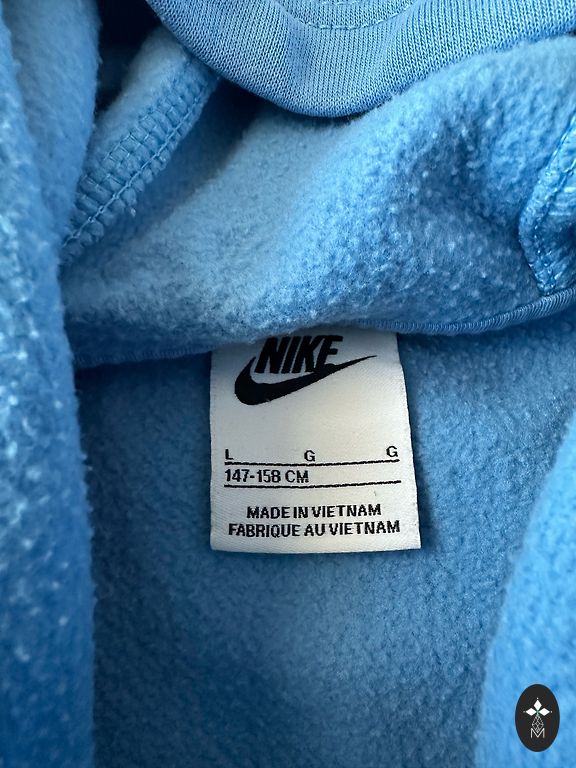 NIKE
L G G
147-158 CM
MADE IN VIETNAM
FABRIQUE AU VIETNAM
M